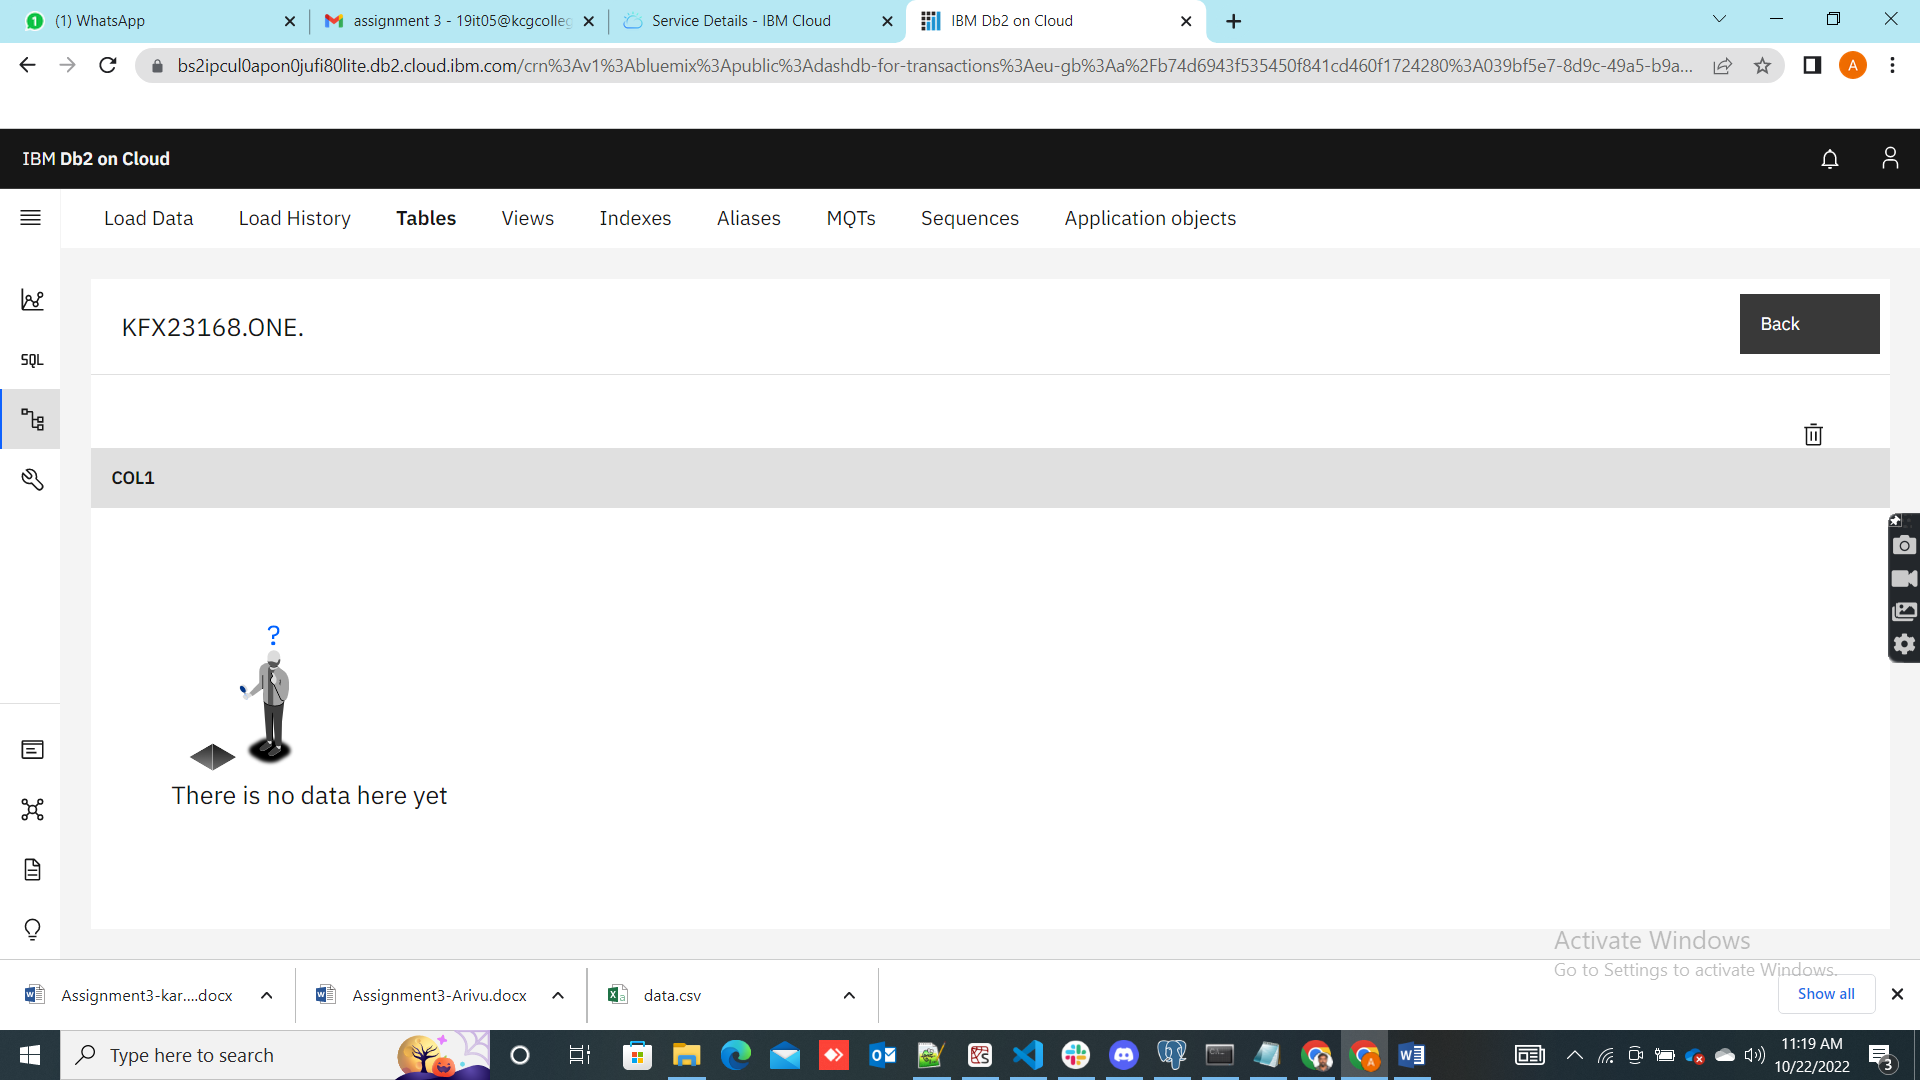 (1) WhatsApp
assignment 3 - 19it05@kcgcolleg
Service Details - IBM Cloud
IBM Db2 on Cloud
bs2ipcul0apon0jufi80lite.db2.cloud.ibm.com/crn%3Av1%3Abluemix%3Apublic%3Adashdb-for-transactions%3Aeu-gb%3Aa%2Fb74d6943f535450f841cd460f1724280%3A039bf5e7-8d9c-49a5-b9a...
A
IBM Db2 on Cloud
Load Data
Load History
Tables
Views
Indexes
Aliases
MQTs
Sequences
Application objects
SQL
KFX23168.ONE.
Back
COL1
?
There is no data here yet
Activate Windows
Go to Settings to activate Windows.
Assignment3-kar....docx
Assignment3-Arivu.docx
data.csv
Show all
Type here to search
11:19 AM
10/22/2022
3